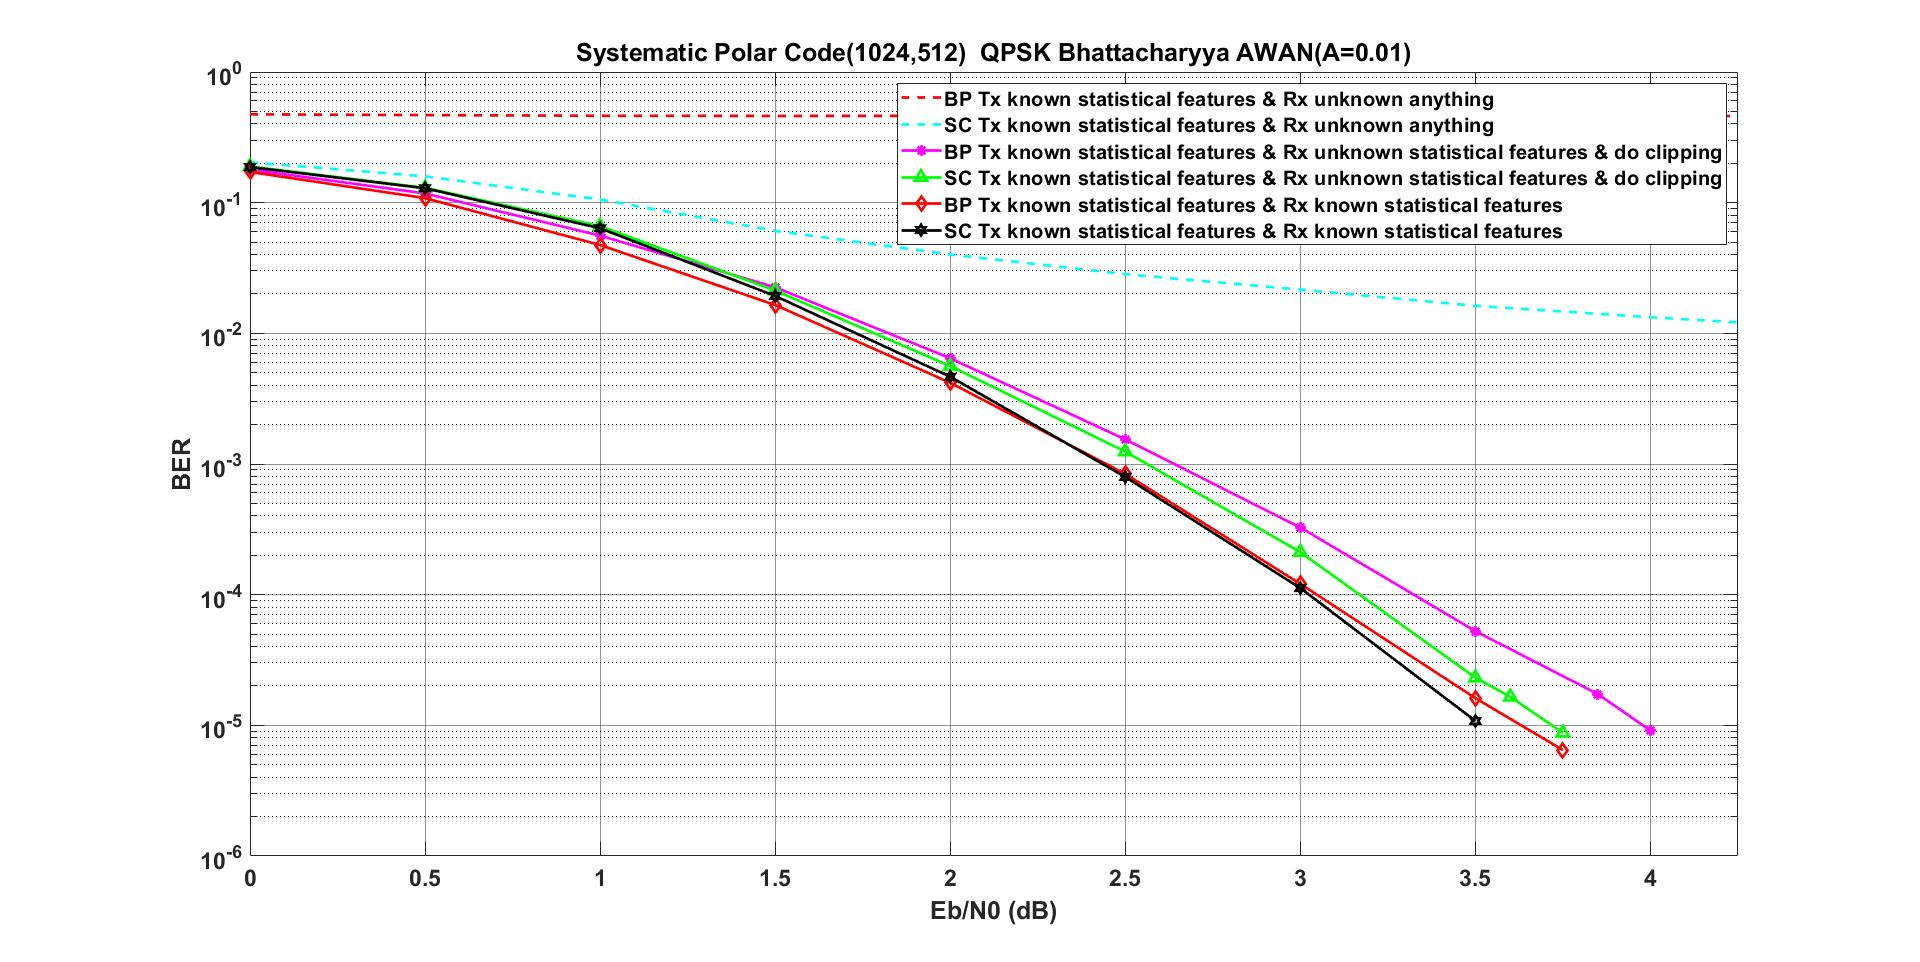 Systematic Polar Code(1024,512)  QPSK Bhattacharyya AWAN(A=0.01)
BP Tx known statistical features & Rx unknown anything
SC Tx known statistical features & Rx unknown anything
BP Tx known statistical features & Rx unknown statistical features & do clipping
SC Tx known statistical features & Rx unknown statistical features & do clipping
BP Tx known statistical features & Rx known statistical features
SC Tx known statistical features & Rx known statistical features
BER
10^0
10^-1
10^-2
10^-3
10^-4
10^-5
10^-6
0 0.5 1 1.5 2 2.5 3 3.5 4
Eb/N0 (dB)